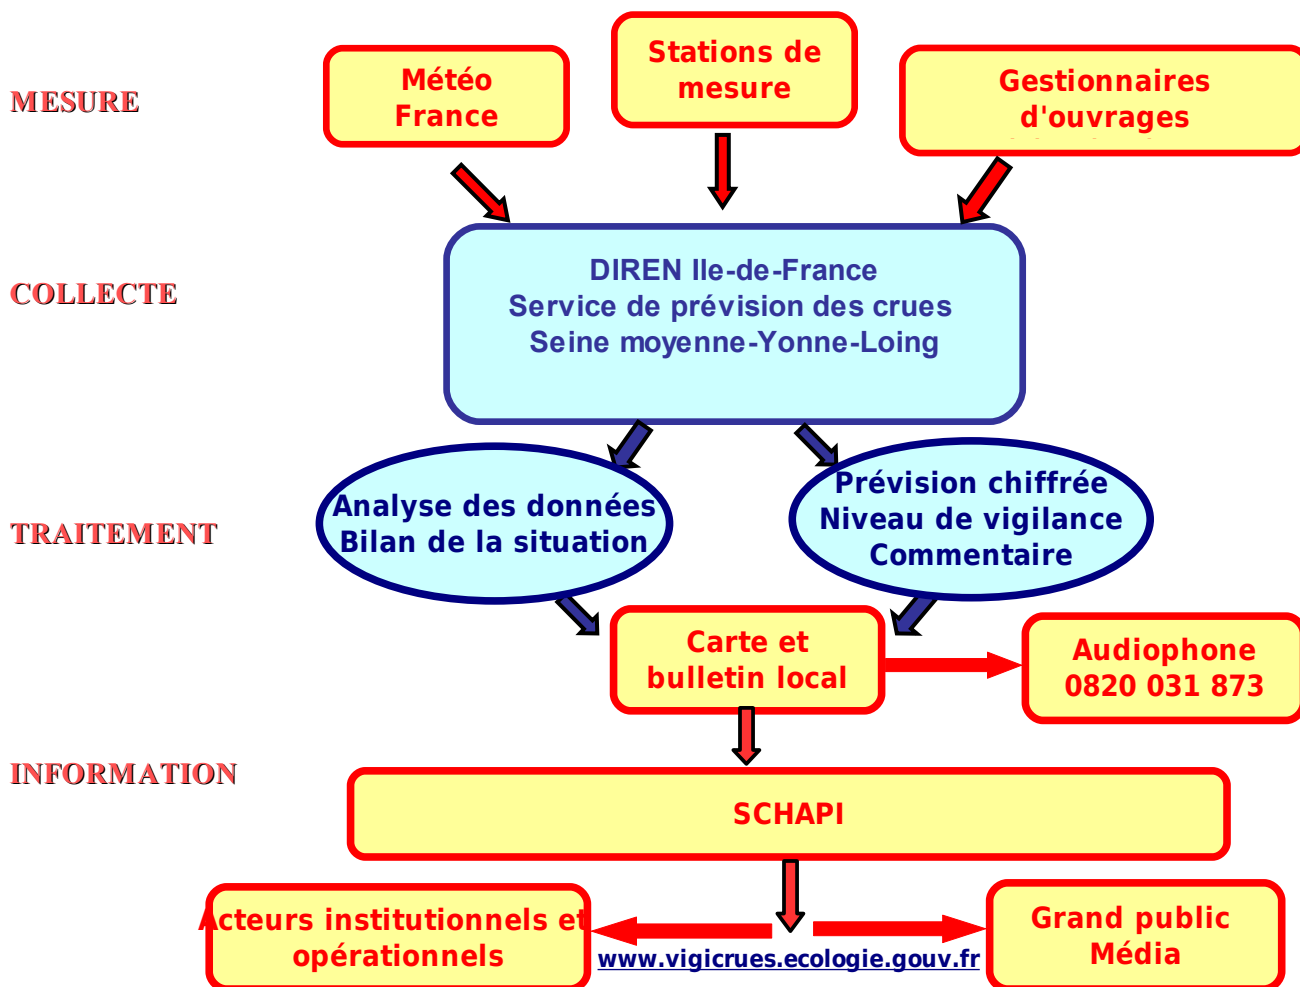 MESURE
Météo
France
Stations de
mesure
Gestionnaires
d'ouvrages
COLLECTE
DIREN Ile-de-France
Service de prévision des crues
Seine moyenne-Yonne-Loing
TRAITEMENT
Analyse des données
Bilan de la situation
Prévision chiffrée
Niveau de vigilance
Commentaire
Carte et
bulletin local
Audiophone
0820 031 873
INFORMATION
SCHAPI
Acteurs institutionnels et
opérationnels
www.vigicrues.ecologie.gouv.fr
Grand public
Média